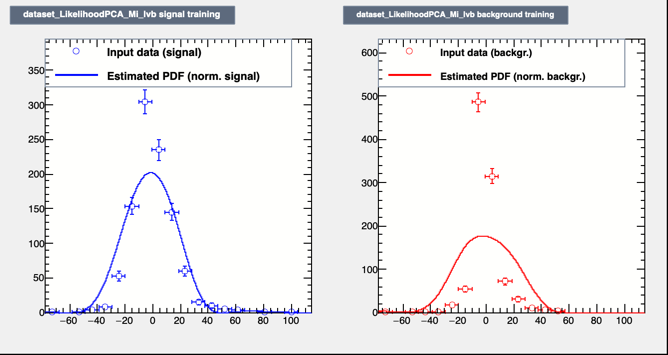 dataset_LikelihoodPCA_Mi_lvb signal training
dataset_LikelihoodPCA_Mi_lvb background training
Input data (signal)
Estimated PDF (norm. signal)
350
300
250
200
150
100
50
0
−60 −40 −20 0 20 40 60 80 100
Input data (backgr.)
Estimated PDF (norm. backgr.)
600
500
400
300
200
100
0
−60 −40 −20 0 20 40 60 80 100